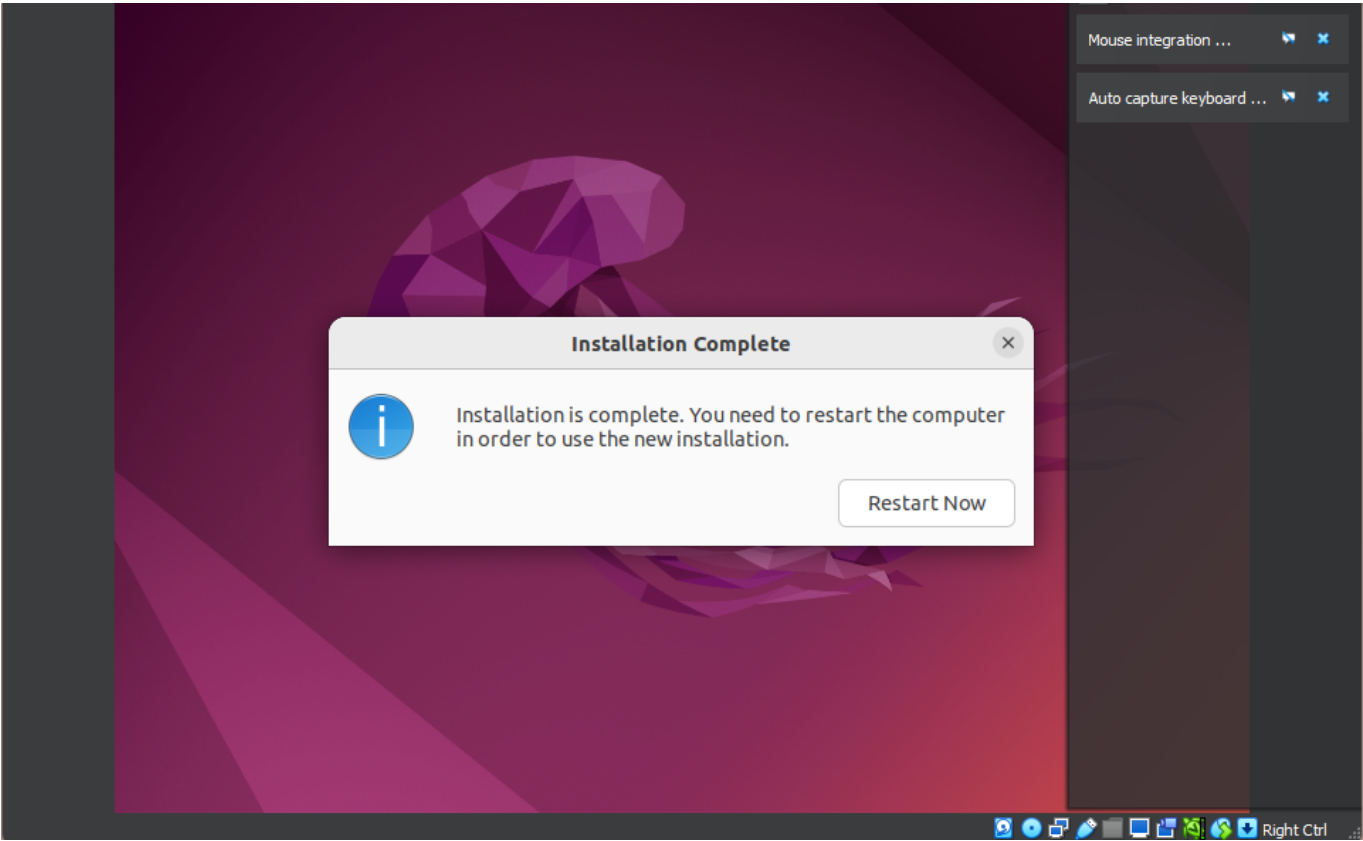 Mouse integration ...
Auto capture keyboard ...
Installation Complete
Installation is complete. You need to restart the computer
in order to use the new installation.
Restart Now
Right Ctrl